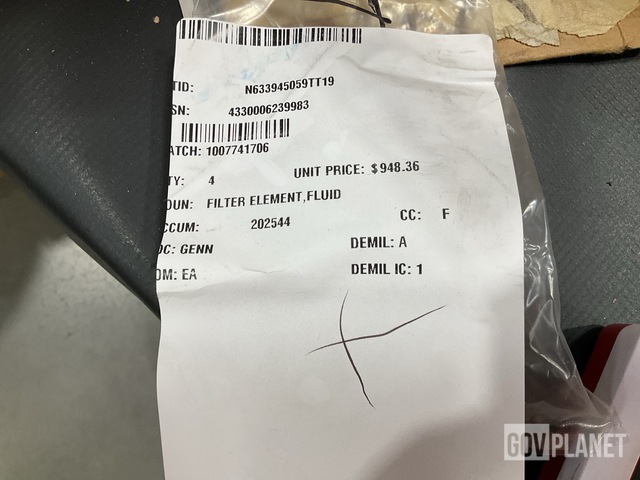 TID: N633945059TT19
SN: 4330006239983
ATCH: 1007741706
TY: 4 UNIT PRICE: $948.36
OUN: FILTER ELEMENT,FLUID
CCUM: 202544 CC: F
OC: GENN DEMIL: A
OM: EA DEMIL IC: 1
GOVPLANET